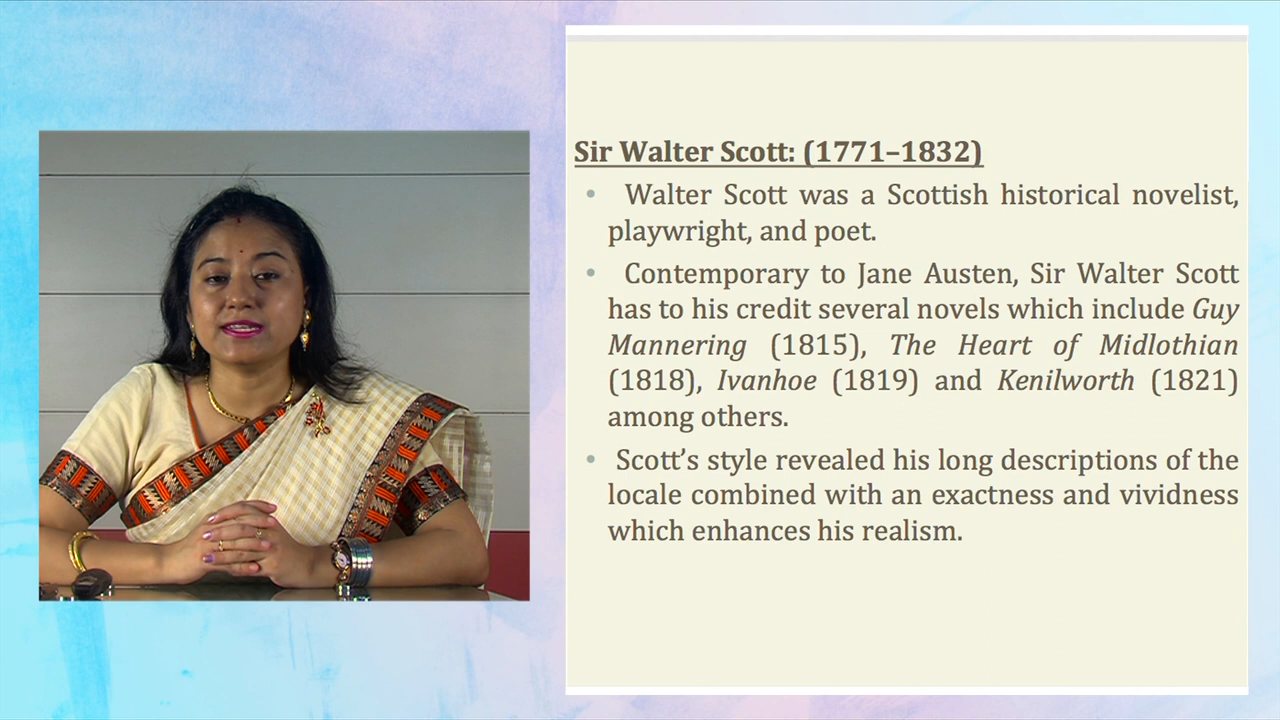 Sir Walter Scott: (1771–1832)
• Walter Scott was a Scottish historical novelist,
playwright, and poet.
• Contemporary to Jane Austen, Sir Walter Scott
has to his credit several novels which include Guy
Mannering (1815), The Heart of Midlothian
(1818), Ivanhoe (1819) and Kenilworth (1821)
among others.
• Scott’s style revealed his long descriptions of the
locale combined with an exactness and vividness
which enhances his realism.